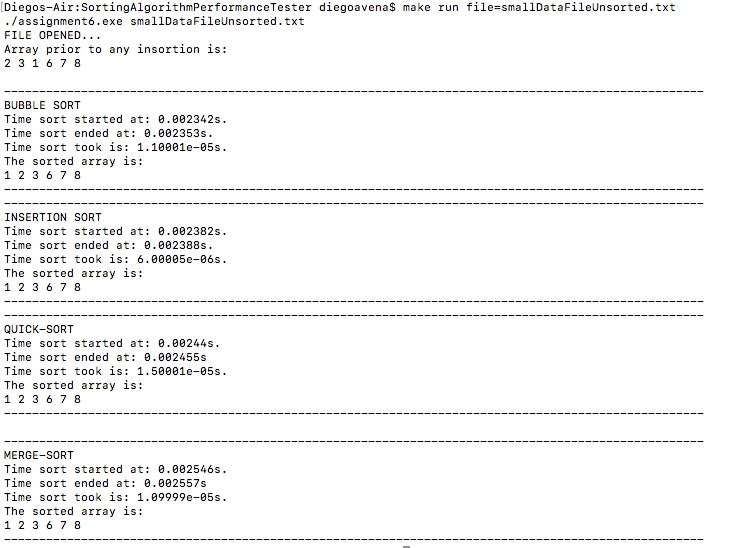 [Diegos-Air:SortingAlgorithmPerformanceTester diegoavena$ make run file=smallDataFileUnsorted.txt
./assignment6.exe smallDataFileUnsorted.txt
FILE OPENED...
Array prior to any insortion is:
2 3 1 6 7 8
----------------------------------------------------------------------------------------------------
BUBBLE SORT
Time sort started at: 0.002342s.
Time sort ended at: 0.002353s.
Time sort took is: 1.10001e-05s.
The sorted array is:
1 2 3 6 7 8
----------------------------------------------------------------------------------------------------
----------------------------------------------------------------------------------------------------
INSERTION SORT
Time sort started at: 0.002382s.
Time sort ended at: 0.002388s.
Time sort took is: 6.00005e-06s.
The sorted array is:
1 2 3 6 7 8
----------------------------------------------------------------------------------------------------
----------------------------------------------------------------------------------------------------
QUICK-SORT
Time sort started at: 0.00244s.
Time sort ended at: 0.002455s
Time sort took is: 1.50001e-05s.
The sorted array is:
1 2 3 6 7 8
----------------------------------------------------------------------------------------------------
----------------------------------------------------------------------------------------------------
MERGE-SORT
Time sort started at: 0.002546s.
Time sort ended at: 0.002557s
Time sort took is: 1.09999e-05s.
The sorted array is:
1 2 3 6 7 8
----------------------------------------------------------------------------------------------------